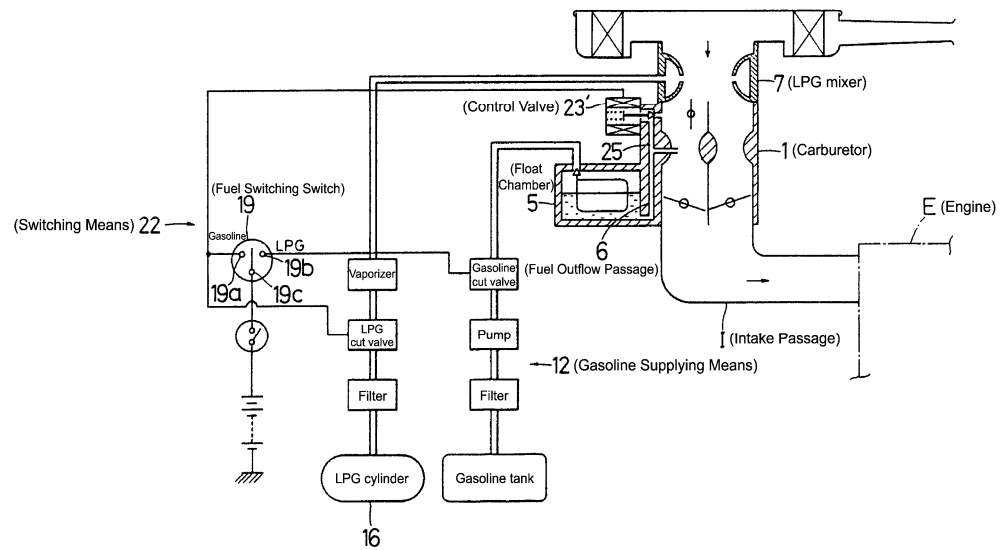 7 (LPG mixer)
(Control Valve) 23'
25
1 (Carburetor)
(Float
Chamber)
5
(Fuel Switching Switch)
19
(Switching Means) 22
Gasoline
LPG
19a
19b
19c
6
(Fuel Outflow Passage)
E (Engine)
Vaporizer
Gasoline
cut valve
LPG
cut valve
Pump
I (Intake Passage)
12 (Gasoline Supplying Means)
Filter
Filter
LPG cylinder
Gasoline tank
16